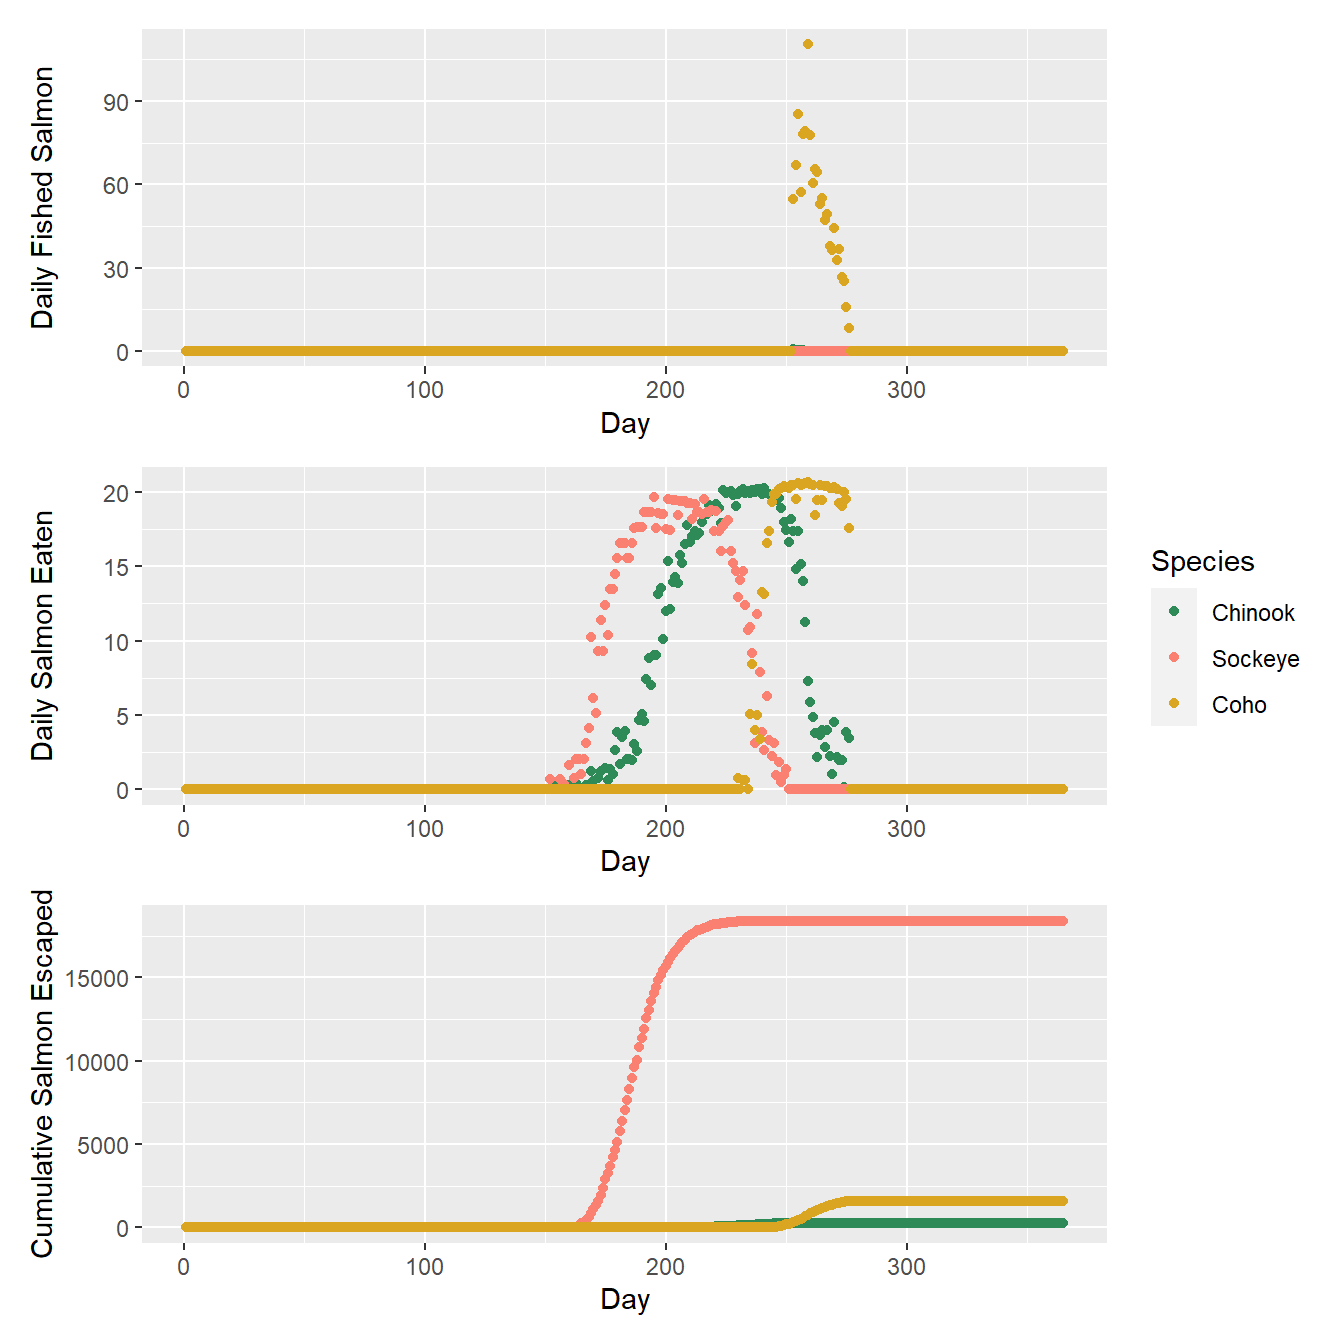 Daily Fished Salmon
90
60
30
0
0 100 200 300
Day
Daily Salmon Eaten
20
15
10
5
0
0 100 200 300
Day
Species
Chinook
Sockeye
Coho
Cumulative Salmon Escaped
15000
10000
5000
0
0 100 200 300
Day